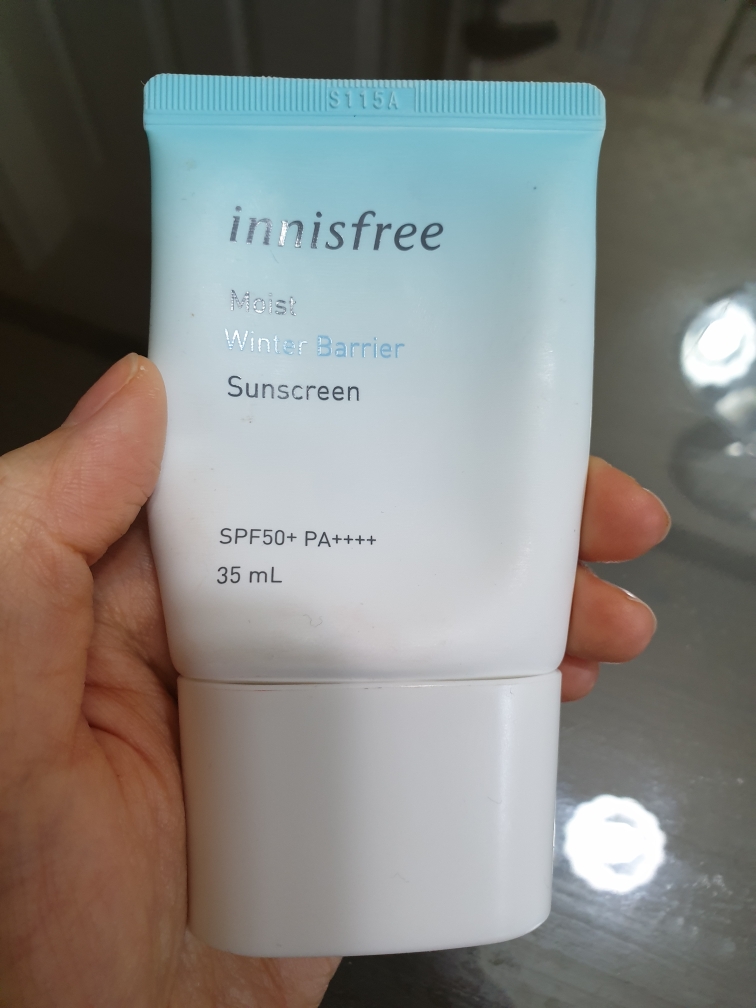 S115A
innisfree
Moist
Winter Barrier
Sunscreen
SPF50+ PA++++
35 mL